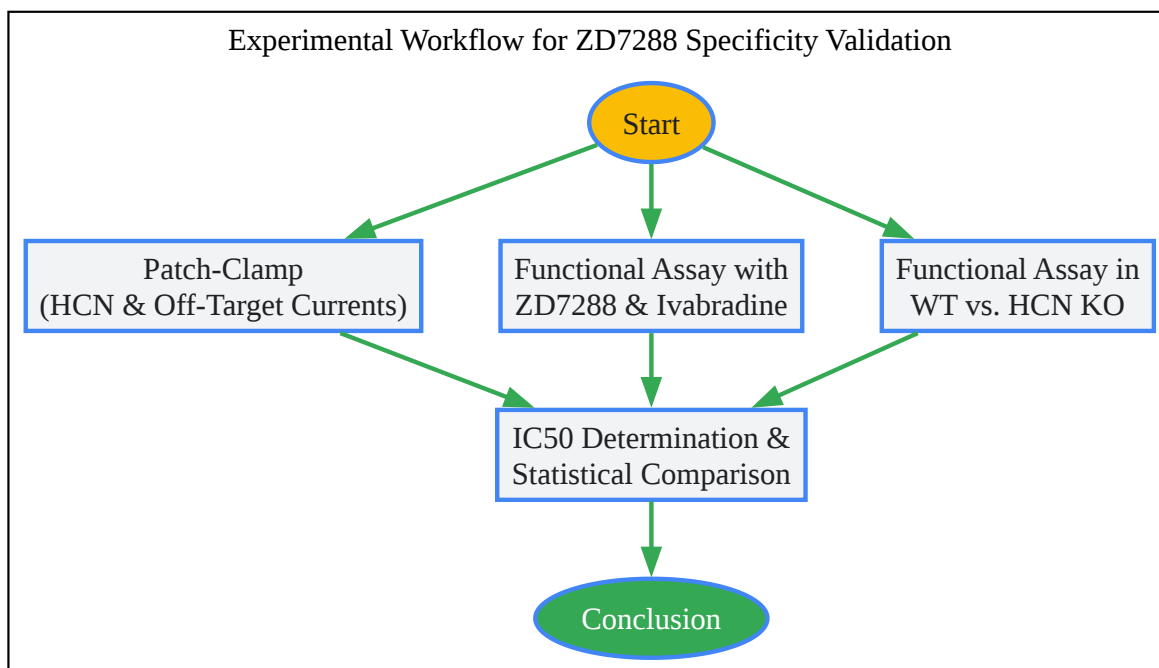 Experimental Workflow for ZD7288 Specificity Validation
Start
Patch-Clamp
(HCN & Off-Target Currents)
Functional Assay with
ZD7288 & Ivabradine
Functional Assay in
WT vs. HCN KO
IC50 Determination &
Statistical Comparison
Conclusion